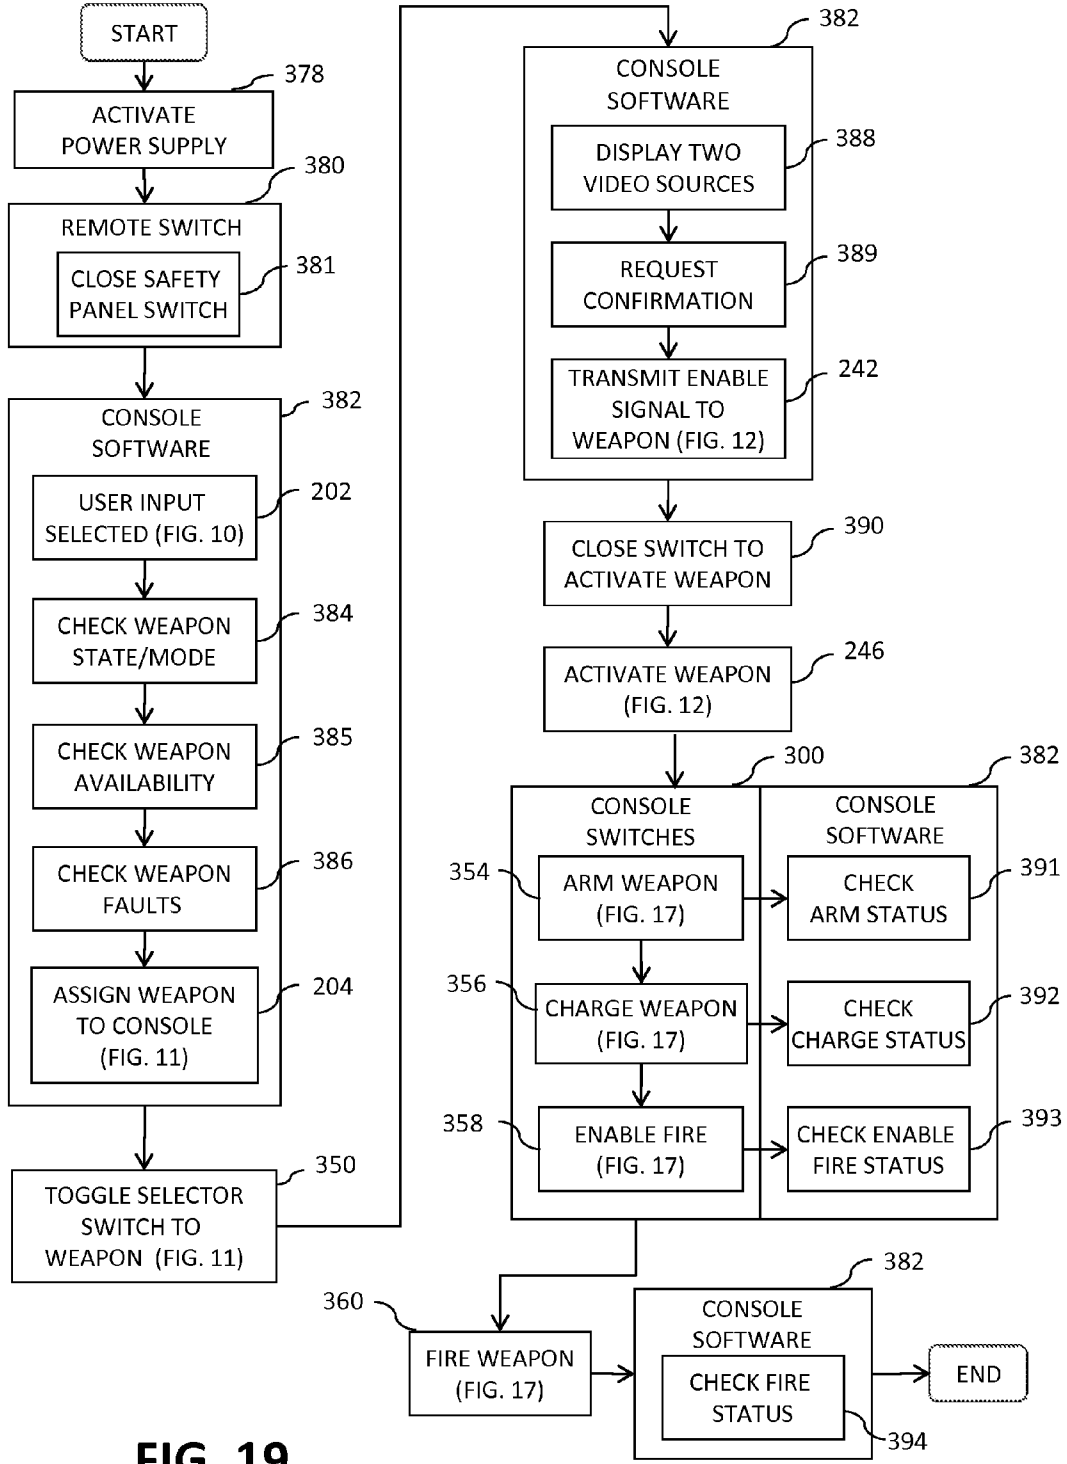 START
378
ACTIVATE
POWER SUPPLY
380
REMOTE SWITCH
381
CLOSE SAFETY
PANEL SWITCH
382
CONSOLE
SOFTWARE
202
USER INPUT
SELECTED (FIG. 10)
384
CHECK WEAPON
STATE/MODE
385
CHECK WEAPON
AVAILABILITY
386
CHECK WEAPON
FAULTS
204
ASSIGN WEAPON
TO CONSOLE
(FIG. 11)
350
TOGGLE SELECTOR
SWITCH TO
WEAPON (FIG. 11)
382
CONSOLE
SOFTWARE
388
DISPLAY TWO
VIDEO SOURCES
389
REQUEST
CONFIRMATION
242
TRANSMIT ENABLE
SIGNAL TO
WEAPON (FIG. 12)
390
CLOSE SWITCH TO
ACTIVATE WEAPON
246
ACTIVATE WEAPON
(FIG. 12)
300
CONSOLE
SWITCHES
382
CONSOLE
SOFTWARE
354
ARM WEAPON
(FIG. 17)
391
CHECK
ARM STATUS
356
CHARGE WEAPON
(FIG. 17)
392
CHECK
CHARGE STATUS
358
ENABLE FIRE
(FIG. 17)
393
CHECK ENABLE
FIRE STATUS
360
FIRE WEAPON
(FIG. 17)
382
CONSOLE
SOFTWARE
CHECK FIRE
STATUS
394
END
FIG. 19